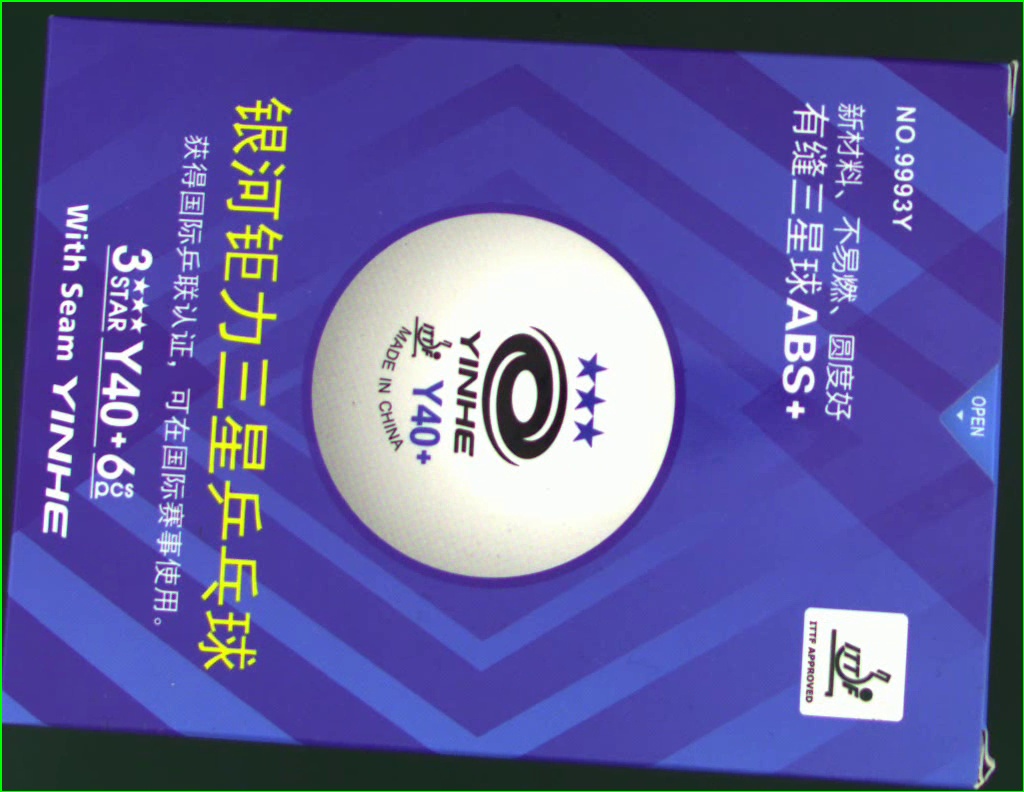 OPEN
NO.9993Y
新材料、不易燃、圆度好
有缝三星球ABS+
ITTF
ITTF APPROVED
★★★
YINHE
ITTF Y40+
MADE IN CHINA
银河钜力三星乒乓球
获得国际乒联认证，可在国际赛事使用。
3★★★STAR Y40+ 6pcs
With Seam YINHE